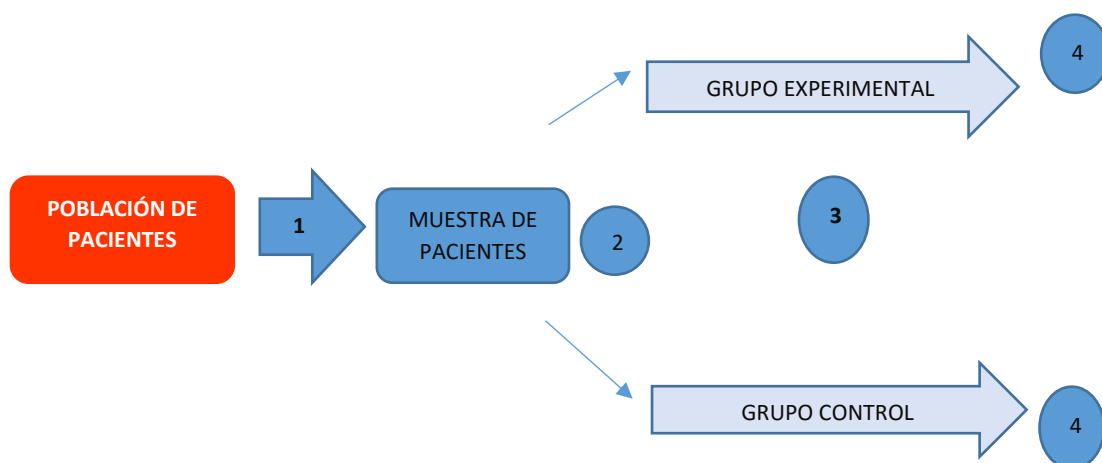 4
GRUPO EXPERIMENTAL
POBLACIÓN DE
PACIENTES
1
MUESTRA DE
PACIENTES
2
3
GRUPO CONTROL
4